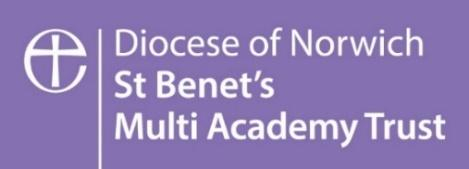 Diocese of Norwich
St Benet's
Multi Academy Trust